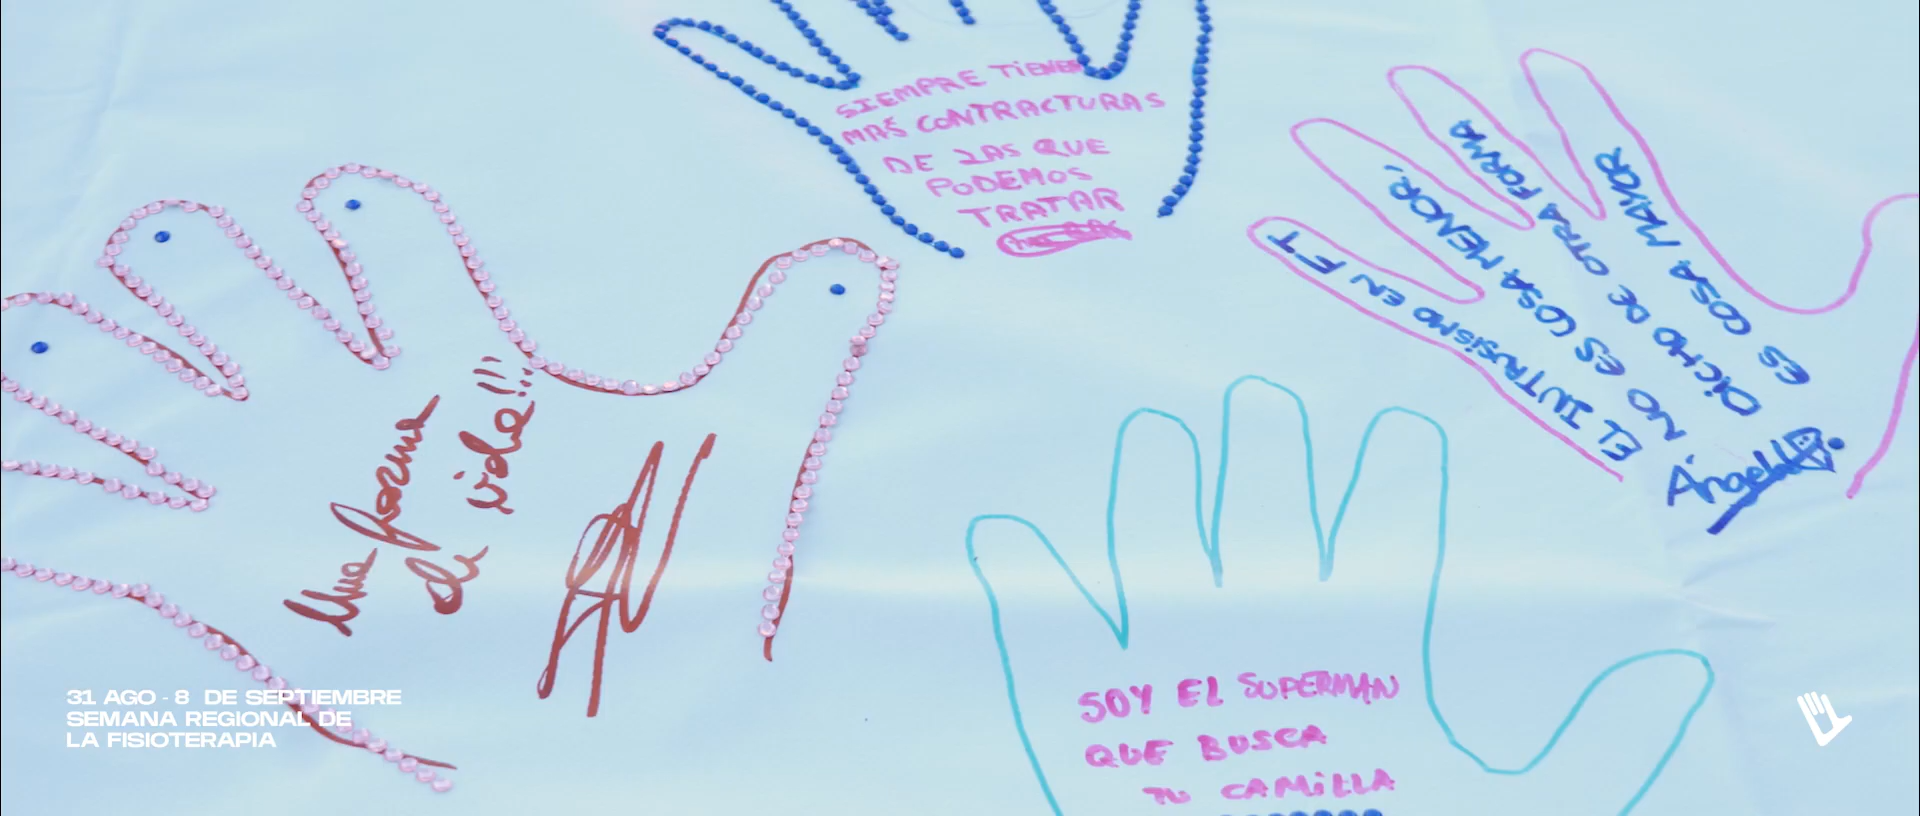 SIEMPRE TIENEN
MAS CONTRACTURAS
DE LAS QUE
PODEMOS
TRATAR
EL INTRUSISMO EN FT
NO ES COSA MENOR,
DICHO DE OTRA FORMA
ES COSA MAYOR
Ángel
Una forma
de vida!!!
SOY EL SUPERMAN
QUE BUSCA
TU CAMILLA
31 AGO - 8 DE SEPTIEMBRE
SEMANA REGIONAL DE
LA FISIOTERAPIA